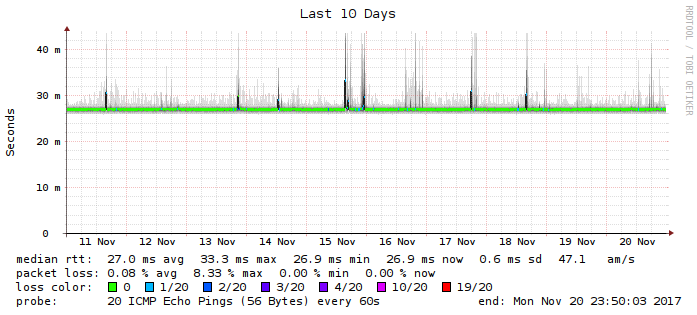 Last 10 Days
RRDTOOL / TOBI OETIKER
Seconds
40 m
30 m
20 m
10 m
0
11 Nov 12 Nov 13 Nov 14 Nov 15 Nov 16 Nov 17 Nov 18 Nov 19 Nov 20 Nov
median rtt: 27.0 ms avg 33.3 ms max 26.9 ms min 26.9 ms now 0.6 ms sd 47.1 am/s
packet loss: 0.08 % avg 8.33 % max 0.00 % min 0.00 % now
loss color: 0 1/20 2/20 3/20 4/20 10/20 19/20
probe: 20 ICMP Echo Pings (56 Bytes) every 60s end: Mon Nov 20 23:50:03 2017